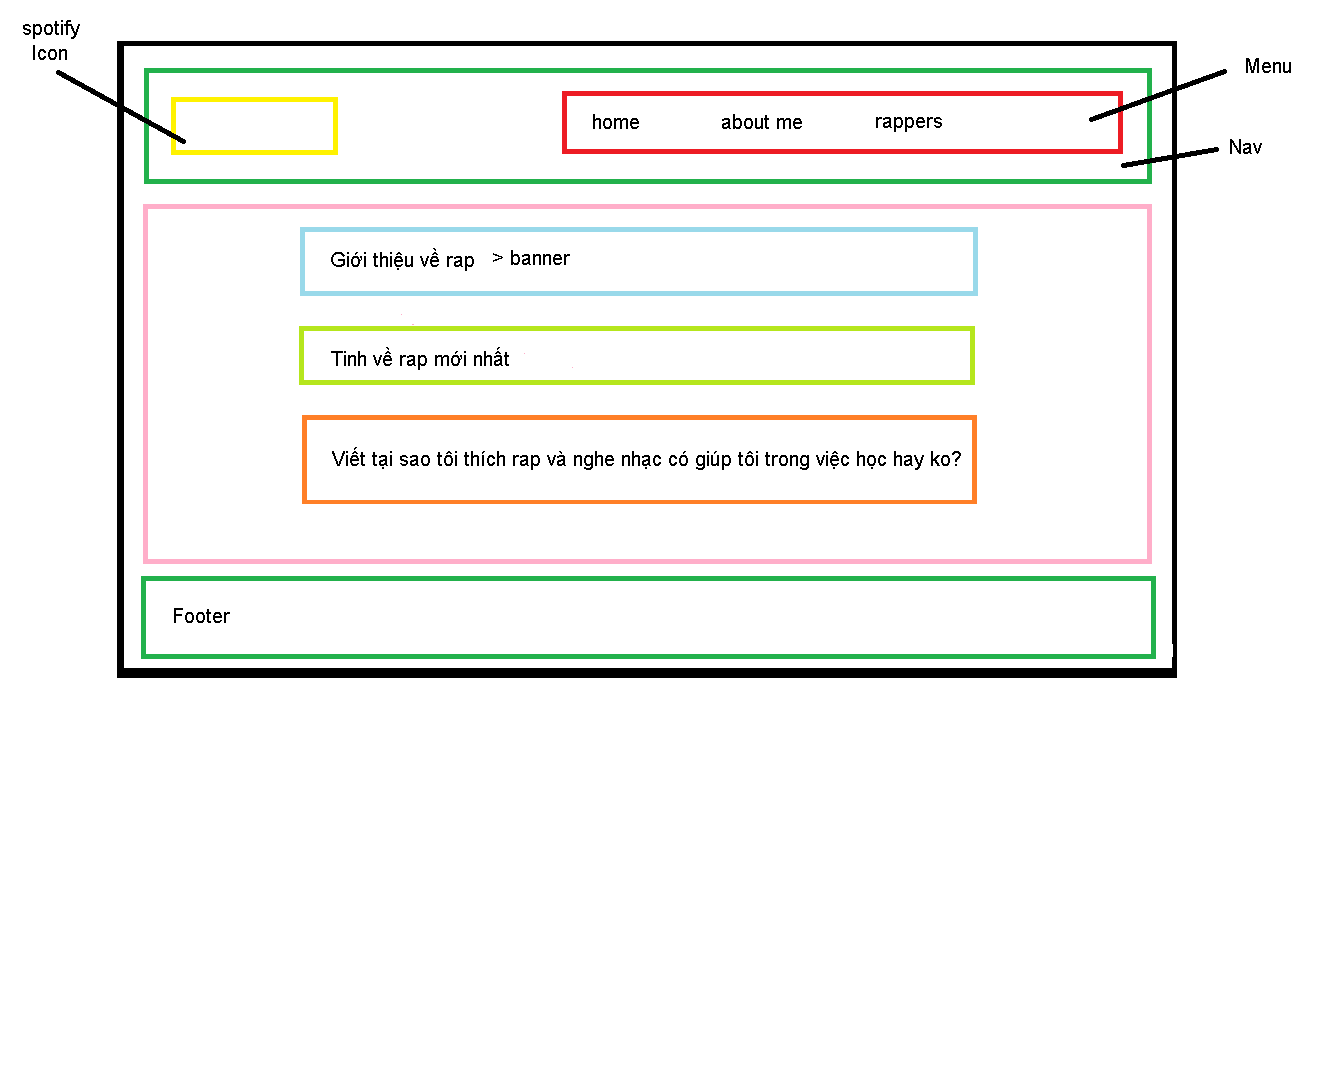 spotify
Icon
Menu
home about me rappers
Nav
Giới thiệu về rap > banner
Tinh về rap mới nhất
Viết tại sao tôi thích rap và nghe nhạc có giúp tôi trong việc học hay ko?
Footer